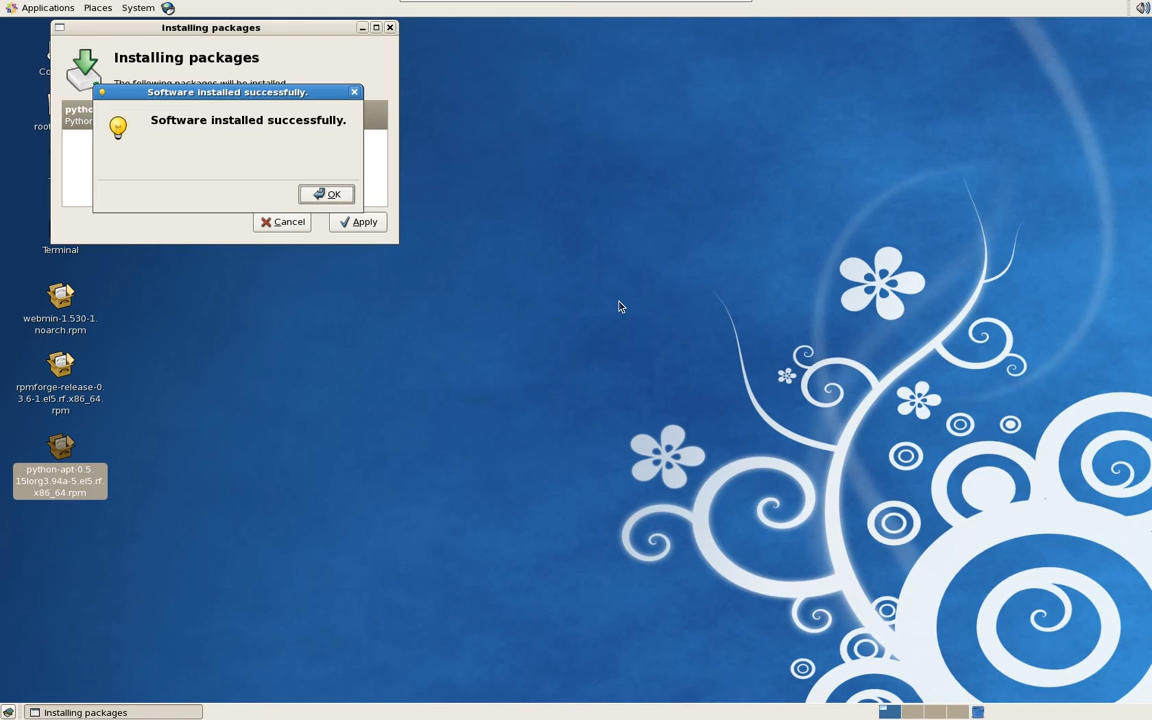 Applications Places System
Installing packages
Installing packages
The following packages will be installed
Software installed successfully.
Software installed successfully.
Python
OK
Cancel
Apply
Terminal
webmin-1.530-1.
noarch.rpm
rpmforge-release-0.
3.6-1.el5.rf.x86_64.
rpm
python-apt-0.5.
15lorg3.94a-5.el5.rf.
x86_64.rpm
Installing packages